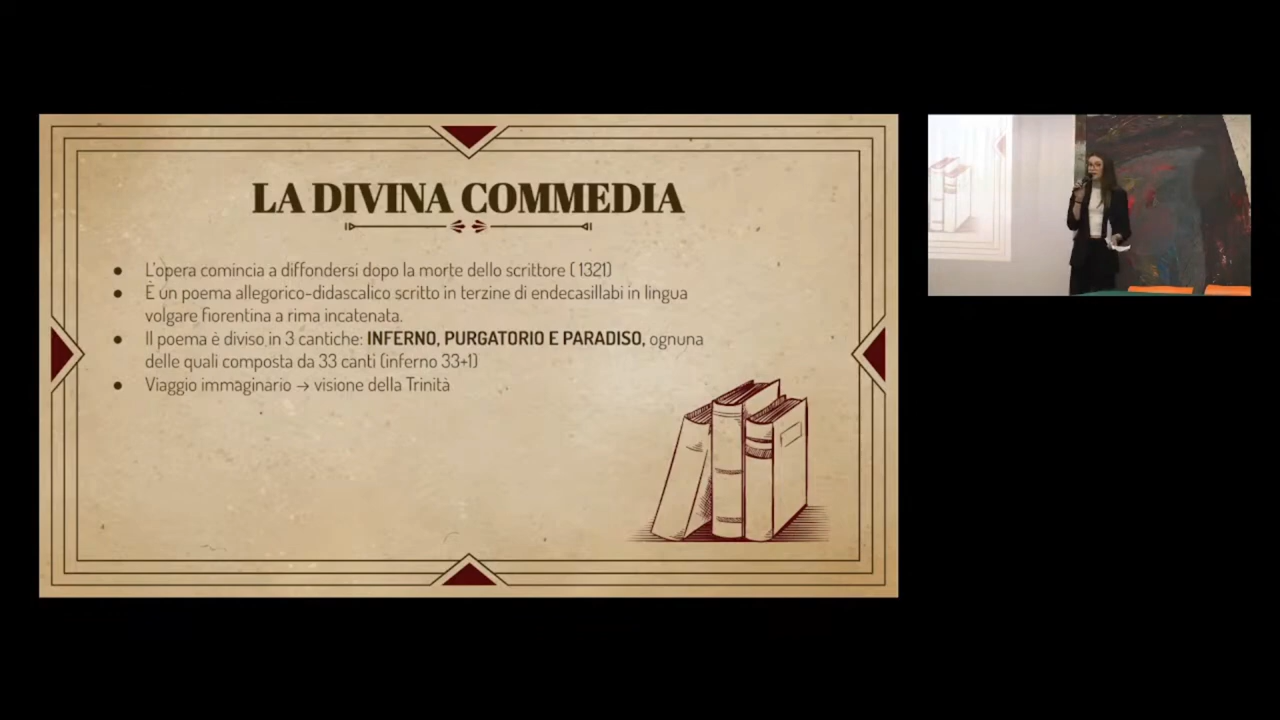 LA DIVINA COMMEDIA
● L'opera comincia a diffondersi dopo la morte dello scrittore ( 1321)
● È un poema allegorico-didascalico scritto in terzine di endecasillabi in lingua
volgare fiorentina a rima incatenata.
● Il poema è diviso in 3 cantiche: INFERNO, PURGATORIO E PARADISO, ognuna
delle quali composta da 33 canti (inferno 33+1)
● Viaggio immaginario → visione della Trinità